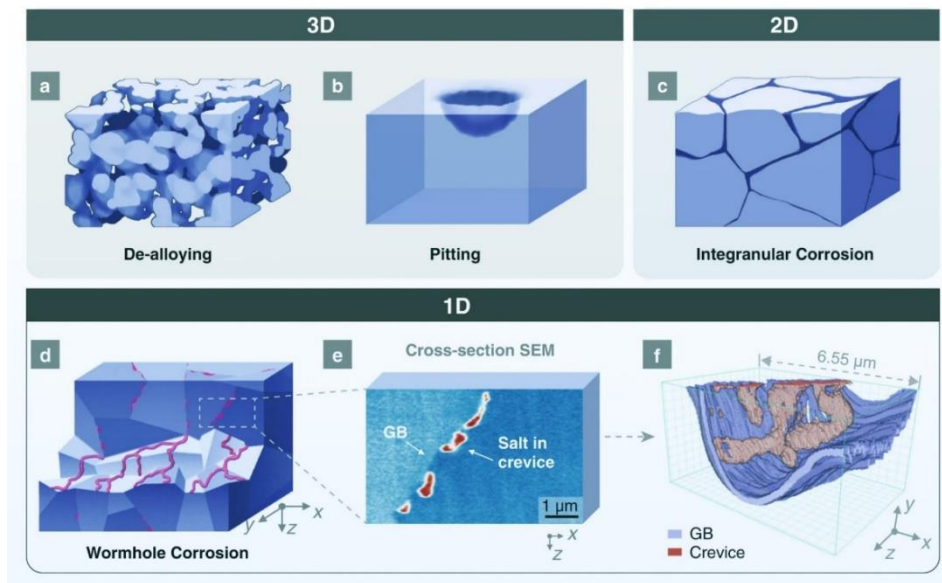 3D
2D
a
b
c
De-alloying
Pitting
Integranular Corrosion
1D
d
e
Cross-section SEM
f
6.55 µm
GB
Salt in
crevice
1 µm
y
x
z
x
z
Wormhole Corrosion
GB
Crevice
y
z
x